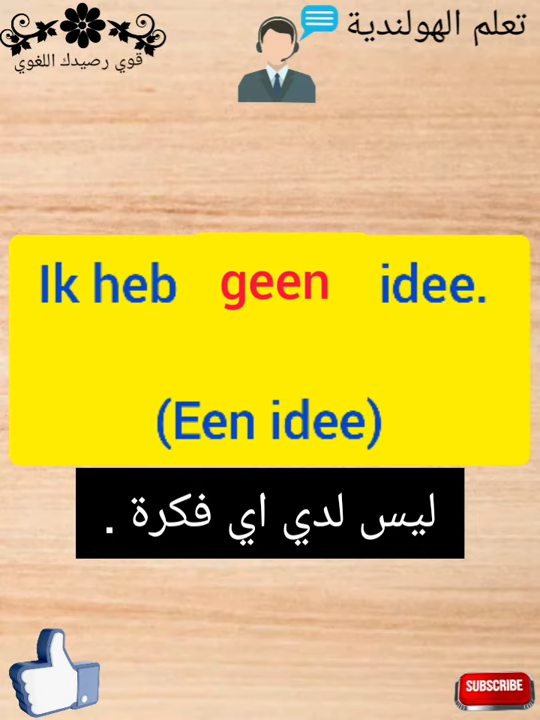 تعلم الهولندية
قوي رصيدك اللغوي
Ik heb geen idee.
(Een idee)
ليس لدي اي فكرة .
SUBSCRIBE